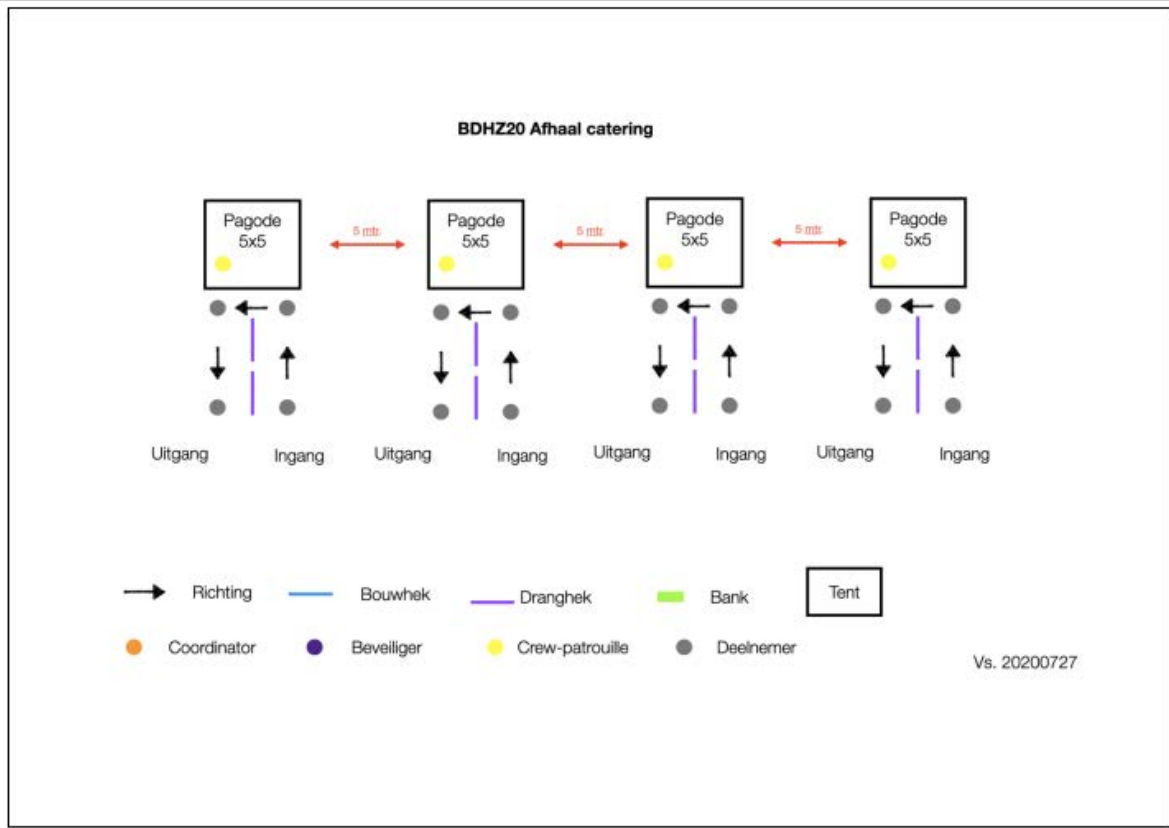 BDHZ20 Afhaal catering
Pagode
5x5
5 mtr.
Pagode
5x5
5 mtr.
Pagode
5x5
5 mtr.
Pagode
5x5
Uitgang
Ingang
Uitgang
Ingang
Uitgang
Ingang
Uitgang
Ingang
Richting
Bouwhek
Dranghek
Bank
Tent
Coordinator
Beveiliger
Crew-patrouille
Deelnemer
Vs. 20200727